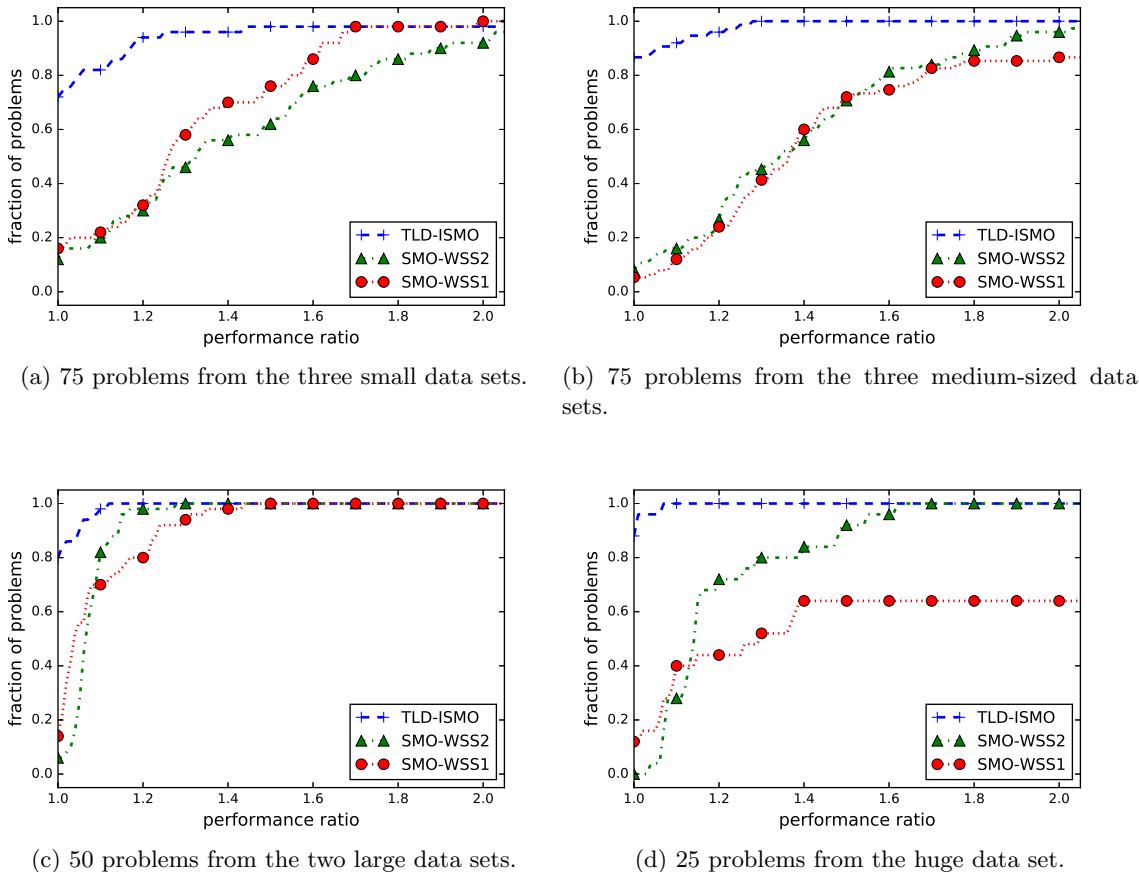 1.0
0.8
0.6
0.4
0.2
0.0
fraction of problems
TLD-ISMO
SMO-WSS2
SMO-WSS1
1.0 1.2 1.4 1.6 1.8 2.0
performance ratio
(a) 75 problems from the three small data sets.
1.0
0.8
0.6
0.4
0.2
0.0
fraction of problems
TLD-ISMO
SMO-WSS2
SMO-WSS1
1.0 1.2 1.4 1.6 1.8 2.0
performance ratio
(b) 75 problems from the three medium-sized data
sets.
1.0
0.8
0.6
0.4
0.2
0.0
fraction of problems
TLD-ISMO
SMO-WSS2
SMO-WSS1
1.0 1.2 1.4 1.6 1.8 2.0
performance ratio
(c) 50 problems from the two large data sets.
1.0
0.8
0.6
0.4
0.2
0.0
fraction of problems
TLD-ISMO
SMO-WSS2
SMO-WSS1
1.0 1.2 1.4 1.6 1.8 2.0
performance ratio
(d) 25 problems from the huge data set.